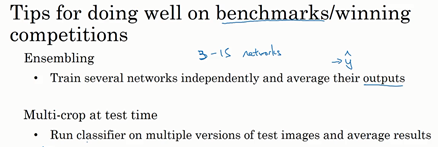 Tips for doing well on benchmarks/winning
competitions
Ensembling
3-15 networks
→ŷ
• Train several networks independently and average their outputs
Multi-crop at test time
• Run classifier on multiple versions of test images and average results